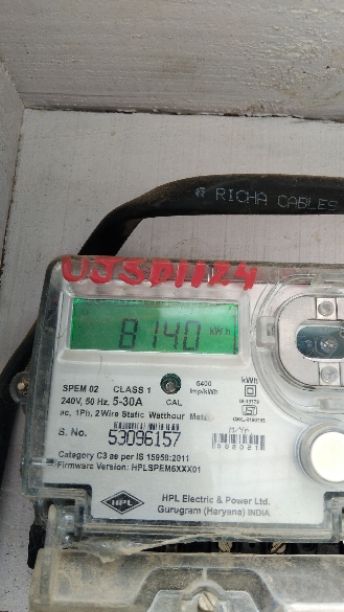 RICHA CABLES
UJSD1124
8140 kWh
SPEM 02 CLASS 1
240V, 50 Hz. 5-30A CAL
6400
imp/kWh
kWh
ac, 1Ph, 2Wire Static Watthour
S. No. 53096157
Category C3 as per IS 15959:2011
Firmware Version: HPLSPEM6XXX01
HPL
HPL Electric & Power Ltd.
Gurugram (Haryana) INDIA